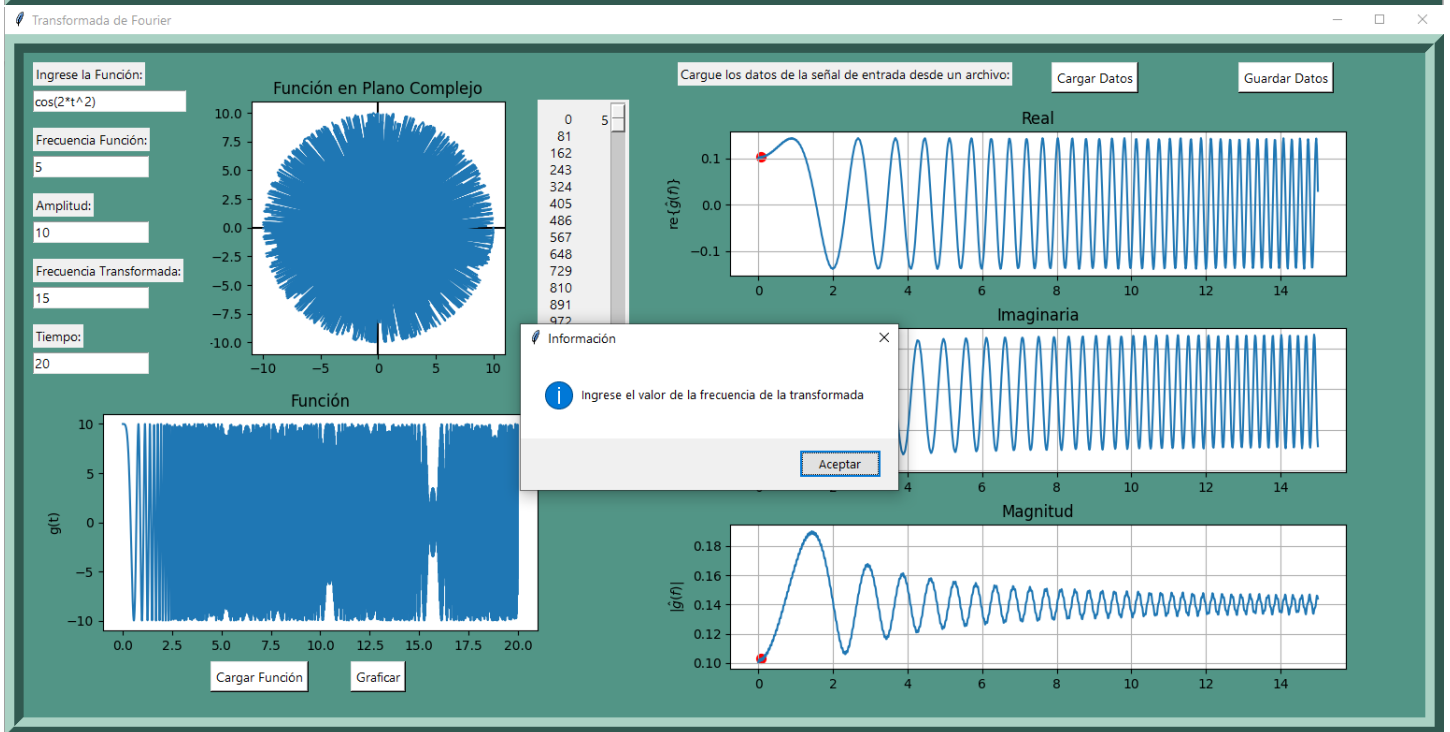 Transformada de Fourier
Ingrese la Función:
cos(2*t^2)
Frecuencia Función:
5
Amplitud:
10
Frecuencia Transformada:
15
Tiempo:
20
Función en Plano Complejo
10.0
7.5
5.0
2.5
0.0
−2.5
−5.0
−7.5
-10.0
−10 −5 0 5 10
0 5
81
162
243
324
405
486
567
648
729
810
891
972
Cargue los datos de la señal de entrada desde un archivo:
Cargar Datos
Guardar Datos
Real
re{ĝ(f)}
0.1
0.0
−0.1
0 2 4 6 8 10 12 14
Imaginaria
4 6 8 10 12 14
Información
Ingrese el valor de la frecuencia de la transformada
Aceptar
Función
g(t)
10
5
0
−5
−10
0.0 2.5 5.0 7.5 10.0 12.5 15.0 17.5 20.0
Magnitud
|ĝ(f)|
0.18
0.16
0.14
0.12
0.10
0 2 4 6 8 10 12 14
Cargar Función
Graficar